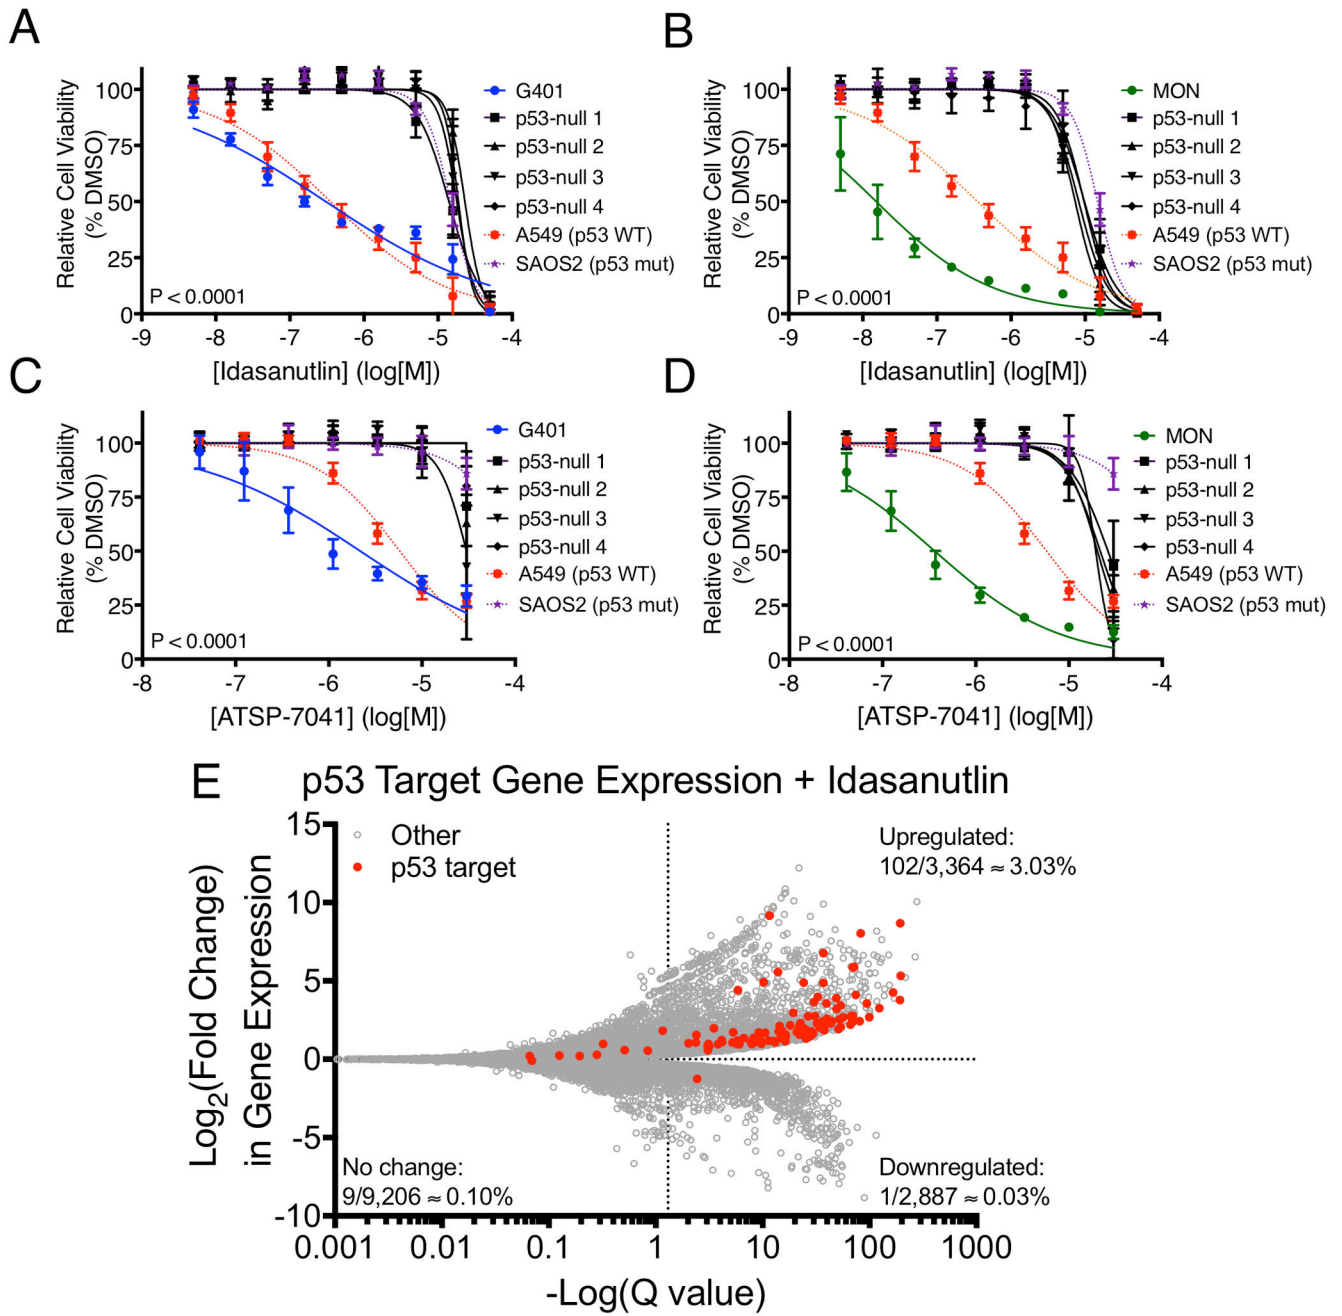 A
Relative Cell Viability
(% DMSO)
100
75
50
25
0
P < 0.0001
-9
-8
-7
-6
-5
-4
[Idasanutlin] (log[M])
G401
p53-null 1
p53-null 2
p53-null 3
p53-null 4
A549 (p53 WT)
SAOS2 (p53 mut)
B
Relative Cell Viability
(% DMSO)
100
75
50
25
0
P < 0.0001
-9
-8
-7
-6
-5
-4
[Idasanutlin] (log[M])
MON
p53-null 1
p53-null 2
p53-null 3
p53-null 4
A549 (p53 WT)
SAOS2 (p53 mut)
C
Relative Cell Viability
(% DMSO)
100
75
50
25
0
P < 0.0001
-8
-7
-6
-5
-4
[ATSP-7041] (log[M])
G401
p53-null 1
p53-null 2
p53-null 3
p53-null 4
A549 (p53 WT)
SAOS2 (p53 mut)
D
Relative Cell Viability
(% DMSO)
100
75
50
25
0
P < 0.0001
-8
-7
-6
-5
-4
[ATSP-7041] (log[M])
MON
p53-null 1
p53-null 2
p53-null 3
p53-null 4
A549 (p53 WT)
SAOS2 (p53 mut)
E
p53 Target Gene Expression + Idasanutlin
Log₂(Fold Change)
in Gene Expression
15
10
5
0
-5
-10
Other
p53 target
Upregulated:
102/3,364 ≈ 3.03%
No change:
9/9,206 ≈ 0.10%
Downregulated:
1/2,887 ≈ 0.03%
0.001
0.01
0.1
1
10
100
1000
-Log(Q value)